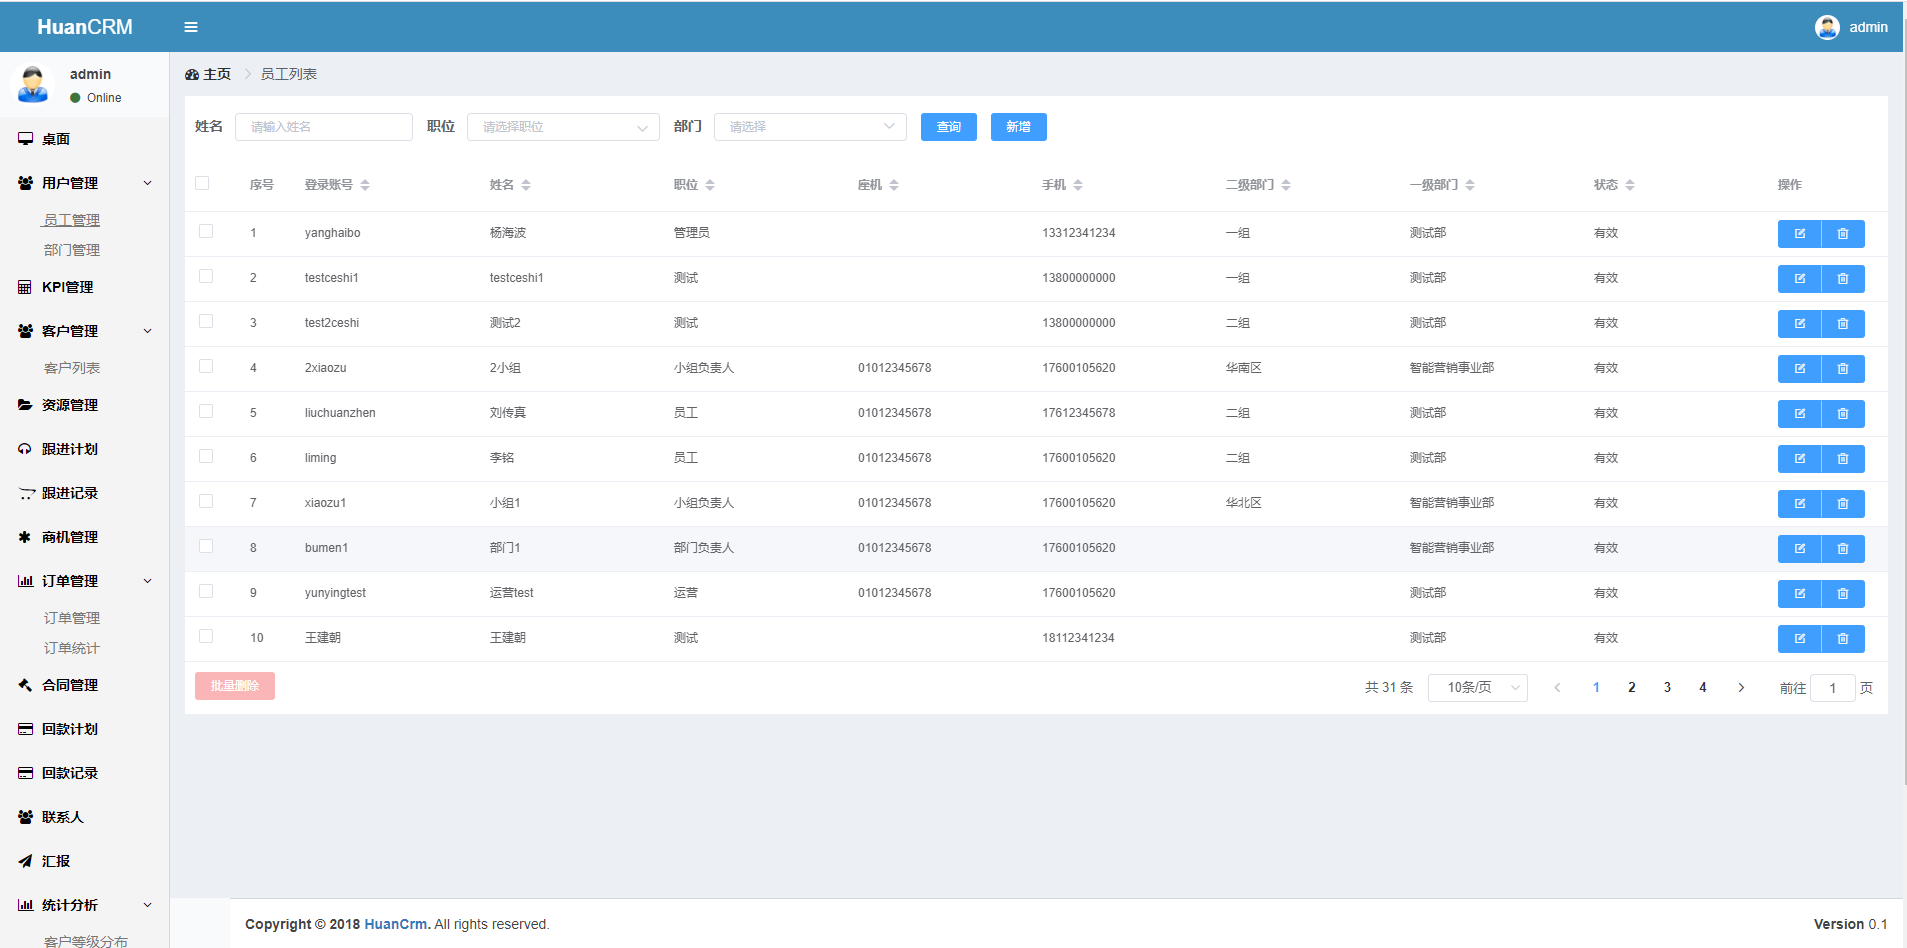 HuanCRM
admin
admin
Online
主页 员工列表
桌面
用户管理
员工管理
部门管理
KPI管理
客户管理
客户列表
资源管理
跟进计划
跟进记录
商机管理
订单管理
订单管理
订单统计
合同管理
回款计划
回款记录
联系人
汇报
统计分析
客户等级分布
姓名 请输入姓名 职位 请选择职位 部门 请选择 查询 新增
序号 登录账号 姓名 职位 座机 手机 二级部门 一级部门 状态 操作
1 yanghaibo 杨海波 管理员 13312341234 一组 测试部 有效
2 testceshi1 testceshi1 测试 13800000000 一组 测试部 有效
3 test2ceshi 测试2 测试 13800000000 二组 测试部 有效
4 2xiaozu 2小组 小组负责人 01012345678 17600105620 华南区 智能营销事业部 有效
5 liuchuanzhen 刘传真 员工 01012345678 17612345678 二组 测试部 有效
6 liming 李铭 员工 01012345678 17600105620 二组 测试部 有效
7 xiaozu1 小组1 小组负责人 01012345678 17600105620 华北区 智能营销事业部 有效
8 bumen1 部门1 部门负责人 01012345678 17600105620 智能营销事业部 有效
9 yunyingtest 运营test 运营 01012345678 17600105620 测试部 有效
10 王建朝 王建朝 测试 18112341234 测试部 有效
批量删除
共 31 条 10条/页 1 2 3 4 前往 1 页
Copyright © 2018 HuanCrm. All rights reserved.
Version 0.1